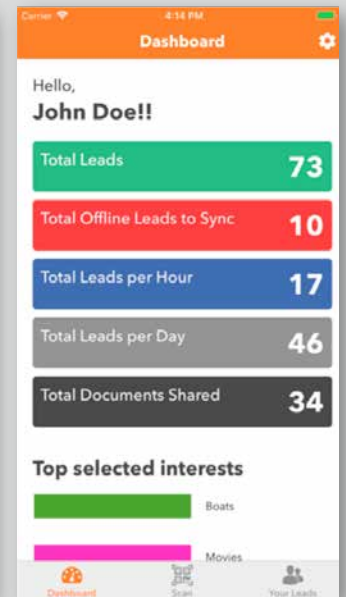 Carrier 4:14 PM
Dashboard
Hello,
John Doe!!
Total Leads 73
Total Offline Leads to Sync 10
Total Leads per Hour 17
Total Leads per Day 46
Total Documents Shared 34
Top selected interests
Boats
Movies
Dashboard Scan Your Leads